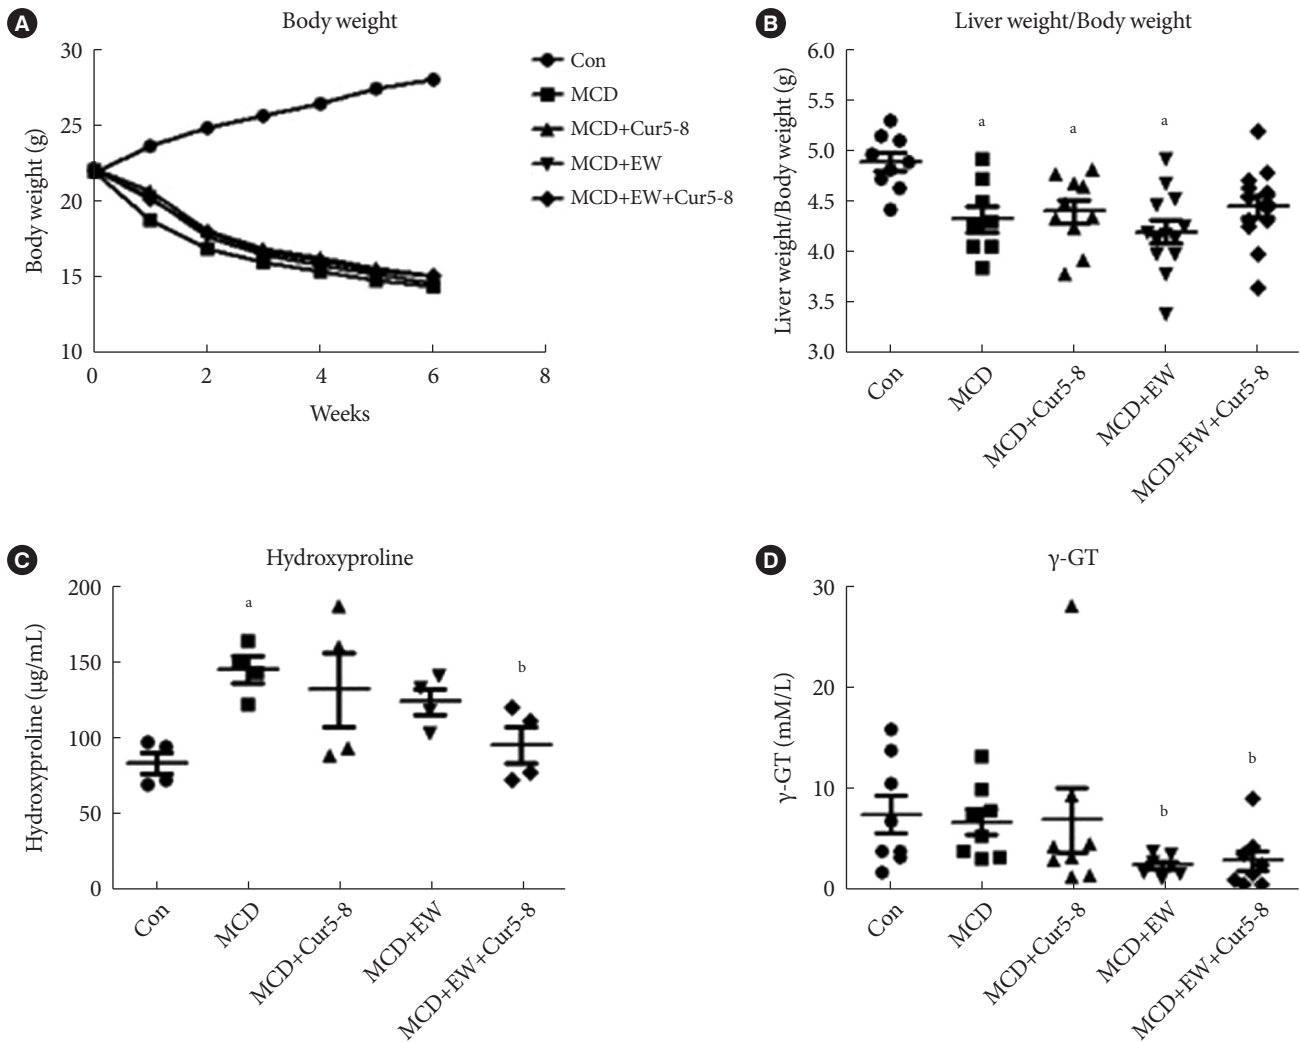 A
Body weight
Body weight (g)
30
25
20
15
10
0
2
4
6
8
Weeks
Con
MCD
MCD+Cur5-8
MCD+EW
MCD+EW+Cur5-8
B
Liver weight/Body weight
Liver weight/Body weight (g)
6.0
5.5
5.0
4.5
4.0
3.5
3.0
a
a
a
Con
MCD
MCD+Cur5-8
MCD+EW
MCD+EW+Cur5-8
C
Hydroxyproline
Hydroxyproline (μg/mL)
200
150
100
50
0
a
b
Con
MCD
MCD+Cur5-8
MCD+EW
MCD+EW+Cur5-8
D
γ-GT
γ-GT (mM/L)
30
20
10
0
b
b
Con
MCD
MCD+Cur5-8
MCD+EW
MCD+EW+Cur5-8